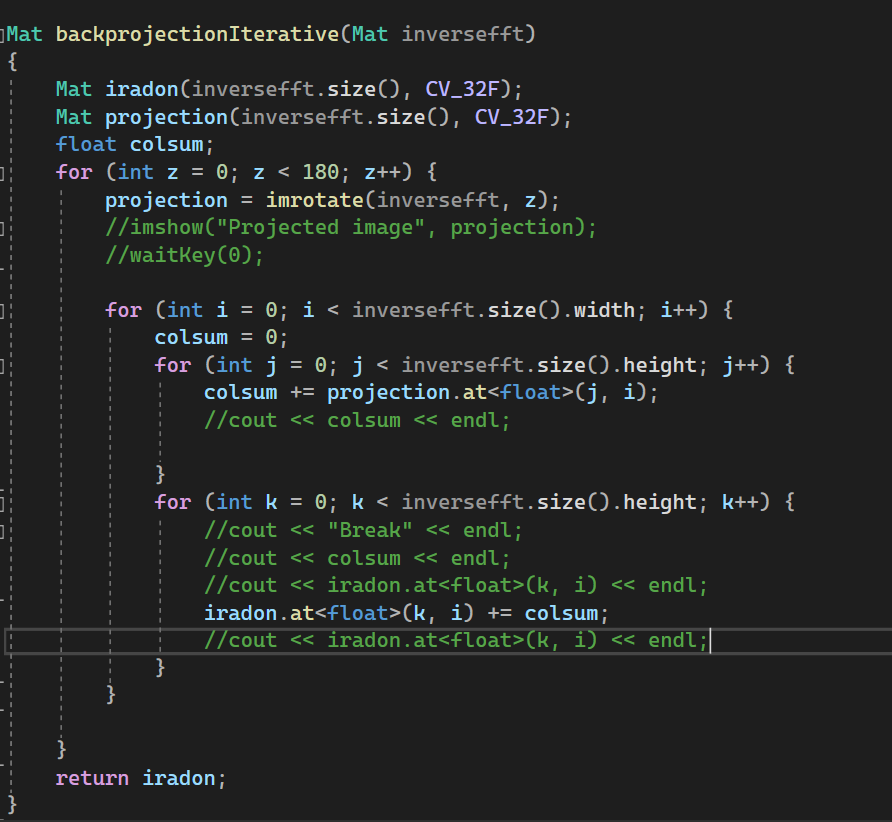 Mat backprojectionIterative(Mat inversefft)
{
    Mat iradon(inversefft.size(), CV_32F);
    Mat projection(inversefft.size(), CV_32F);
    float colsum;
    for (int z = 0; z < 180; z++) {
        projection = imrotate(inversefft, z);
        //imshow("Projected image", projection);
        //waitKey(0);

        for (int i = 0; i < inversefft.size().width; i++) {
            colsum = 0;
            for (int j = 0; j < inversefft.size().height; j++) {
                colsum += projection.at<float>(j, i);
                //cout << colsum << endl;

            }
            for (int k = 0; k < inversefft.size().height; k++) {
                //cout << "Break" << endl;
                //cout << colsum << endl;
                //cout << iradon.at<float>(k, i) << endl;
                iradon.at<float>(k, i) += colsum;
                //cout << iradon.at<float>(k, i) << endl;
            }
        }

    }
    return iradon;
}